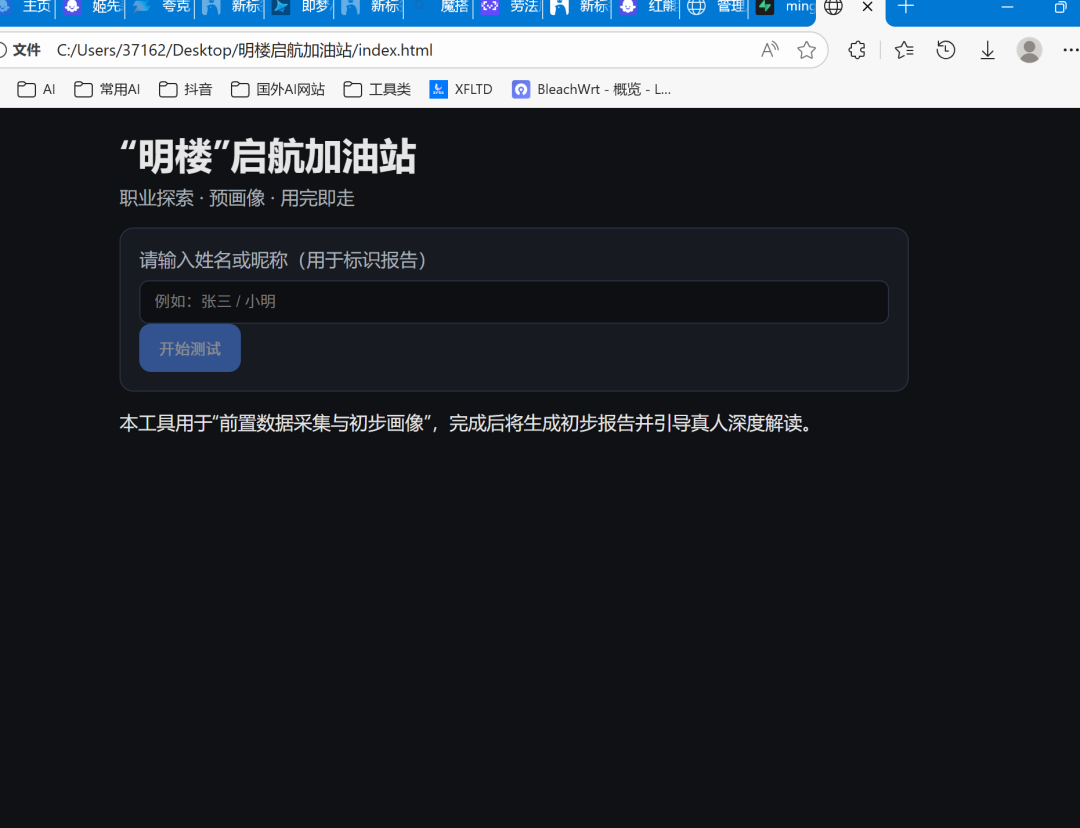 主页 姬先 夸克 新标 即梦 新标 魔搭 劳法 新标 红熊 管理 ming
文件 C:/Users/37162/Desktop/明楼启航加油站/index.html
AI 常用AI 抖音 国外AI网站 工具类 XFLTD BleachWrt - 概览 - L...
“明楼”启航加油站
职业探索 · 预画像 · 用完即走
请输入姓名或昵称（用于标识报告）
例如：张三 / 小明
开始测试
本工具用于“前置数据采集与初步画像”，完成后将生成初步报告并引导真人深度解读。